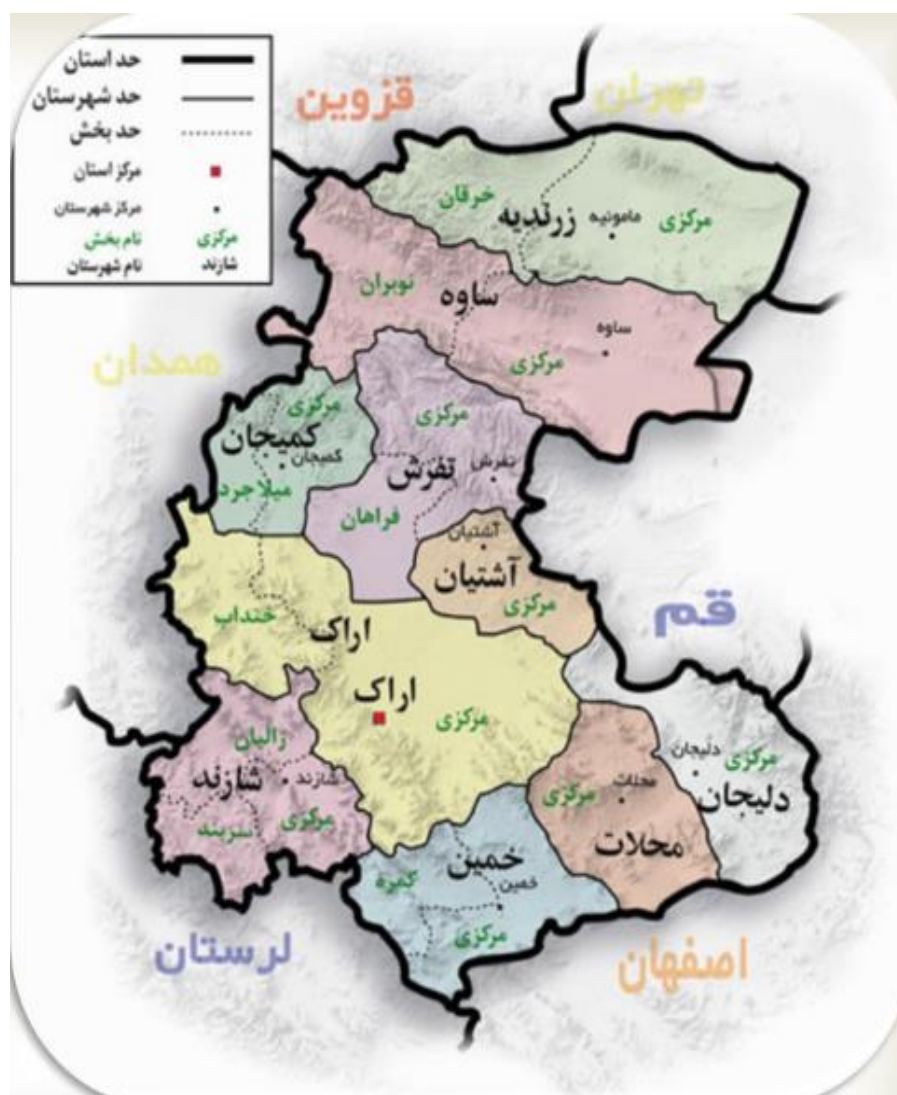 حد استان
حد شهرستان
حد بخش
مرکز استان
مرکز شهرستان
مرکزی
نام بخش
شازند
نام شهرستان
قزوین
تهران
خرقان
زرندیه
مامونیه
مرکزی
نوبران
ساوه
ساوه
مرکزی
همدان
مرکزی
کمیجان
کمیجان
میلاجرد
مرکزی
تفرش
تفرش
فراهان
آشتیان
آشتیان
مرکزی
قم
خنداب
اراک
اراک
مرکزی
زالیان
شازند
شازند
مرکزی
سربند
دلیجان
مرکزی
دلیجان
محلات
مرکزی
محلات
خمین
خمین
کمره
مرکزی
لرستان
اصفهان